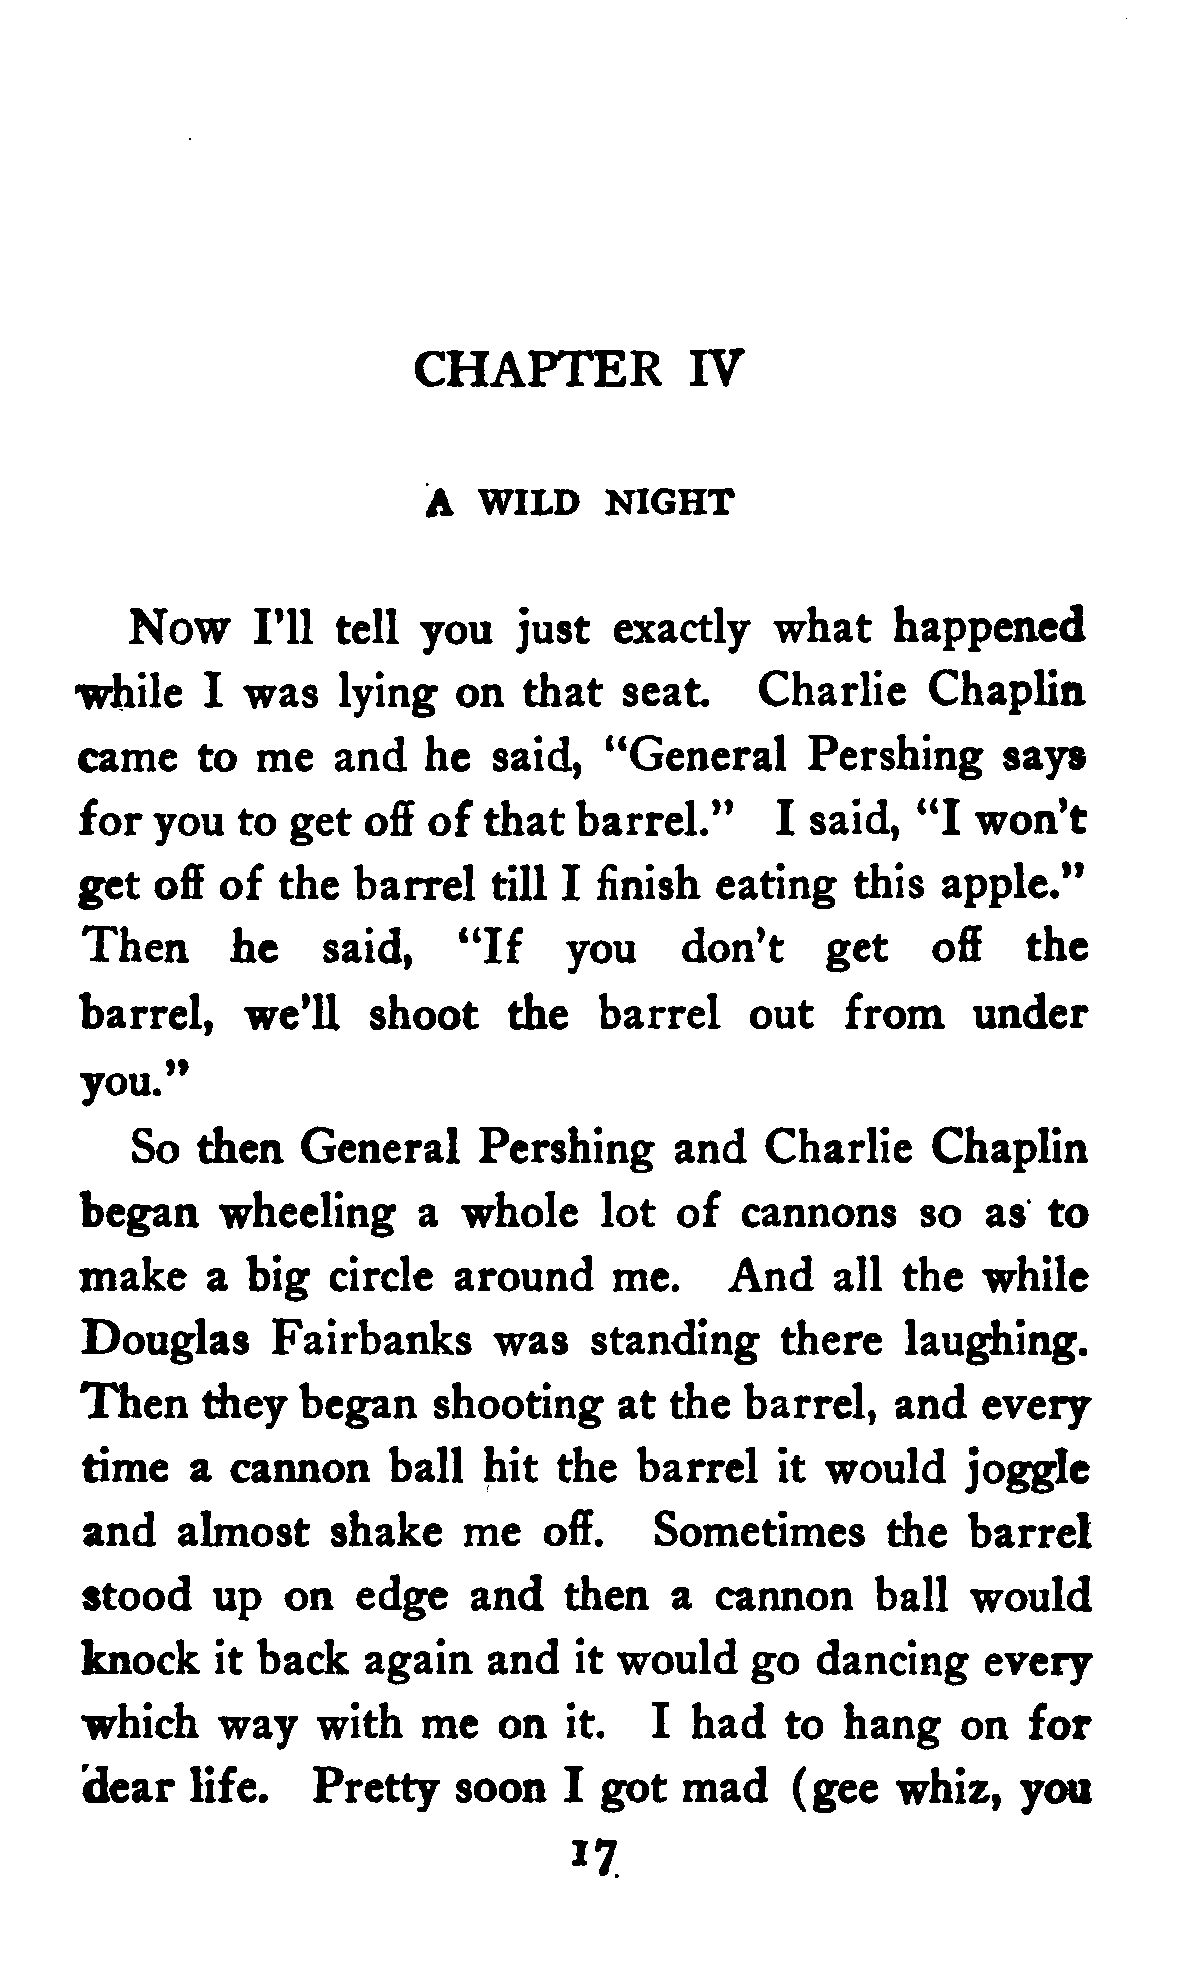 CHAPTER IV
A WILD NIGHT
Now I'll tell you just exactly what happened
while I was lying on that seat. Charlie Chaplin
came to me and he said, "General Pershing says
for you to get off of that barrel." I said, "I won't
get off of the barrel till I finish eating this apple."
Then he said, "If you don't get off the
barrel, we'll shoot the barrel out from under
you."
So then General Pershing and Charlie Chaplin
began wheeling a whole lot of cannons so as to
make a big circle around me. And all the while
Douglas Fairbanks was standing there laughing.
Then they began shooting at the barrel, and every
time a cannon ball hit the barrel it would joggle
and almost shake me off. Sometimes the barrel
stood up on edge and then a cannon ball would
knock it back again and it would go dancing every
which way with me on it. I had to hang on for
dear life. Pretty soon I got mad (gee whiz, you
17